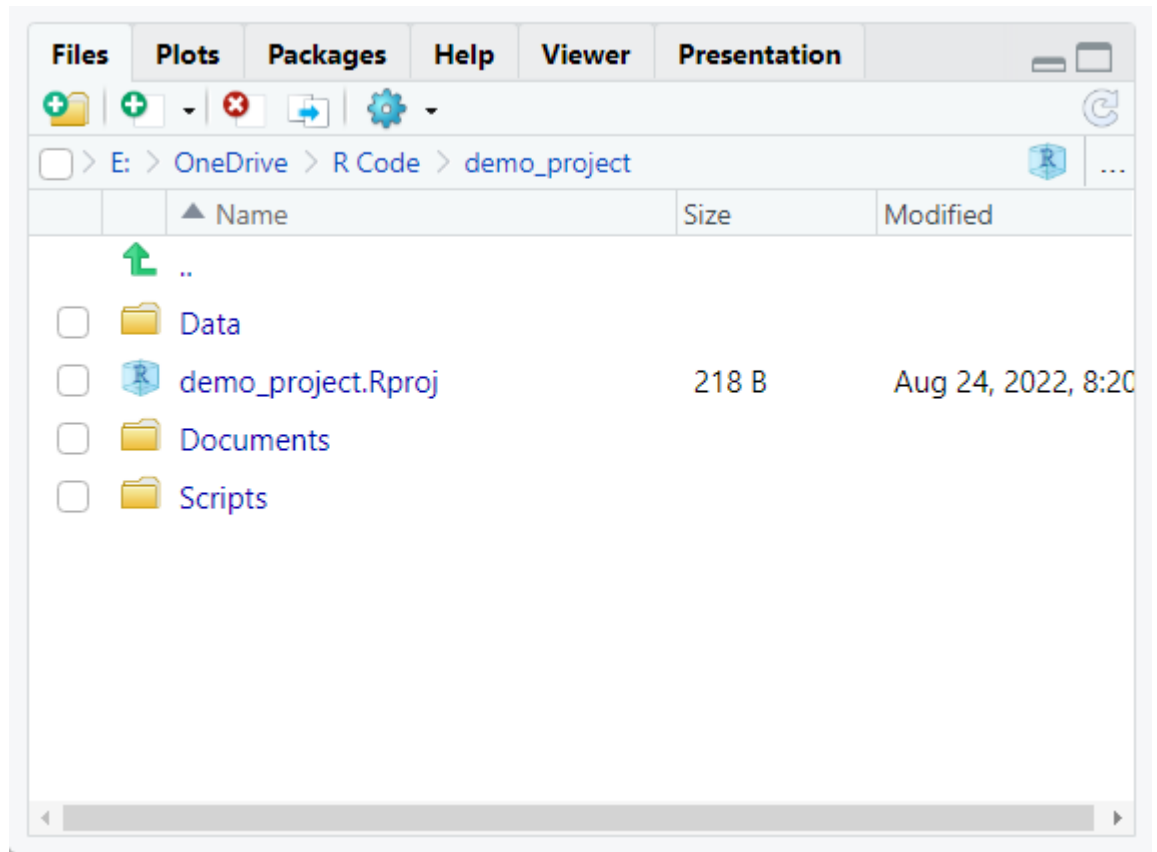 Files Plots Packages Help Viewer Presentation
E: > OneDrive > R Code > demo_project R ...
Name Size Modified
..
Data
demo_project.Rproj 218 B Aug 24, 2022, 8:20
Documents
Scripts